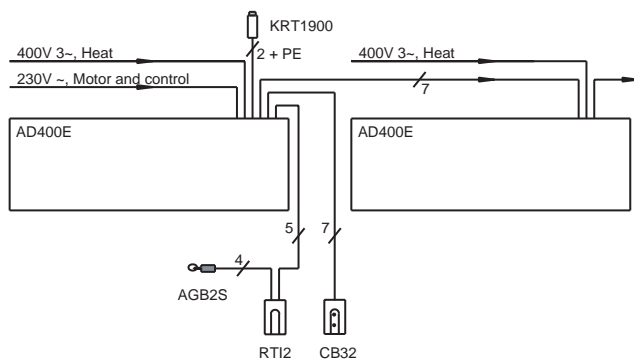 KRT1900
2 + PE
400V 3~, Heat
400V 3~, Heat
230V ~, Motor and control
7
AD400E
AD400E
5
7
4
AGB2S
RTI2
CB32